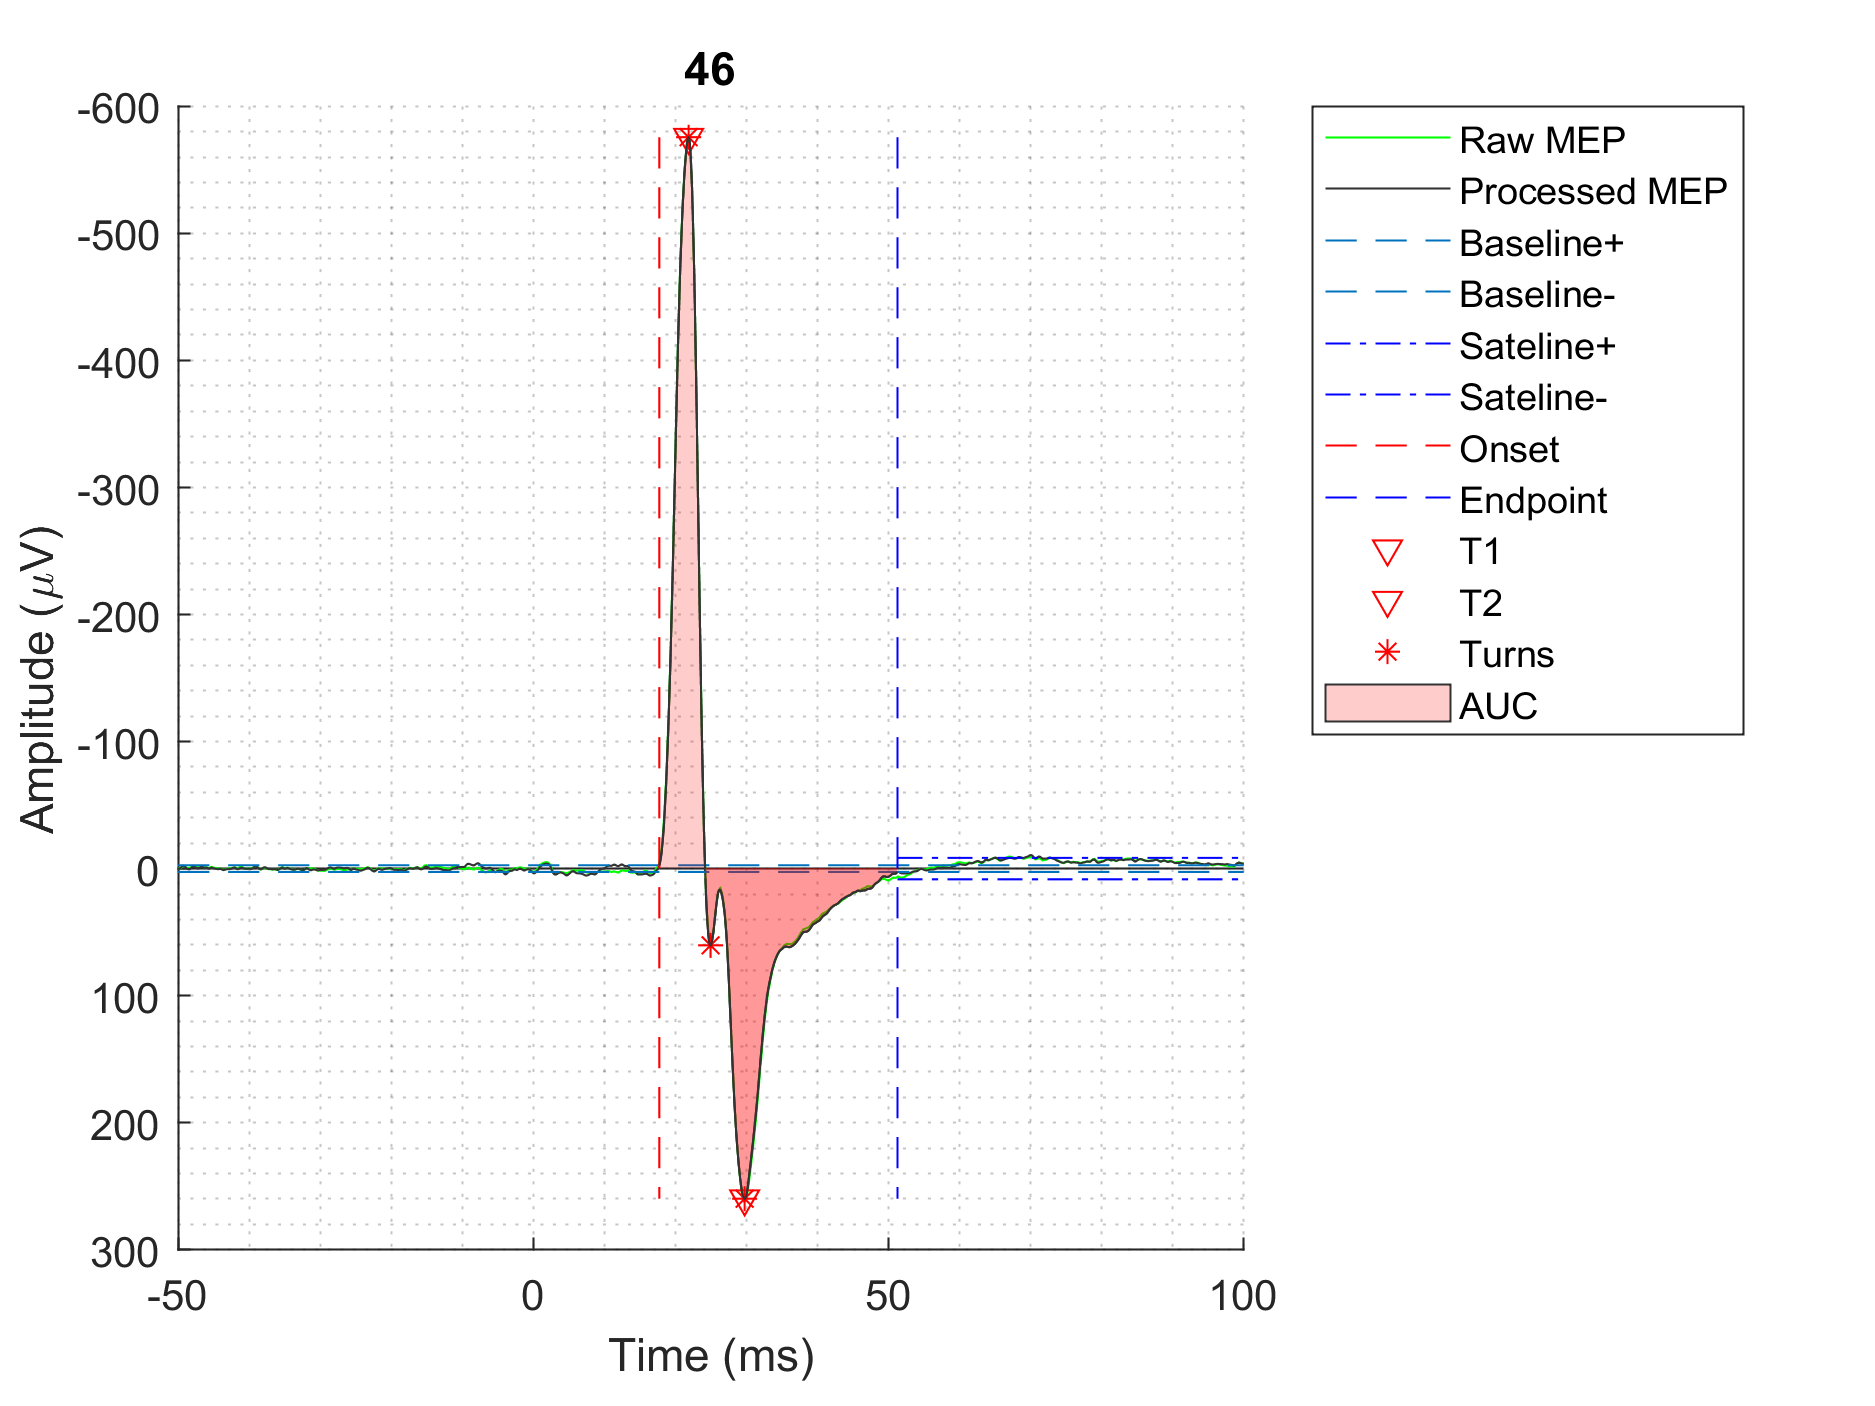 46
-600
-500
-400
-300
-200
-100
0
100
200
300
Amplitude (μV)
-50 0 50 100
Time (ms)
Raw MEP
Processed MEP
Baseline+
Baseline-
Sateline+
Sateline-
Onset
Endpoint
T1
T2
Turns
AUC